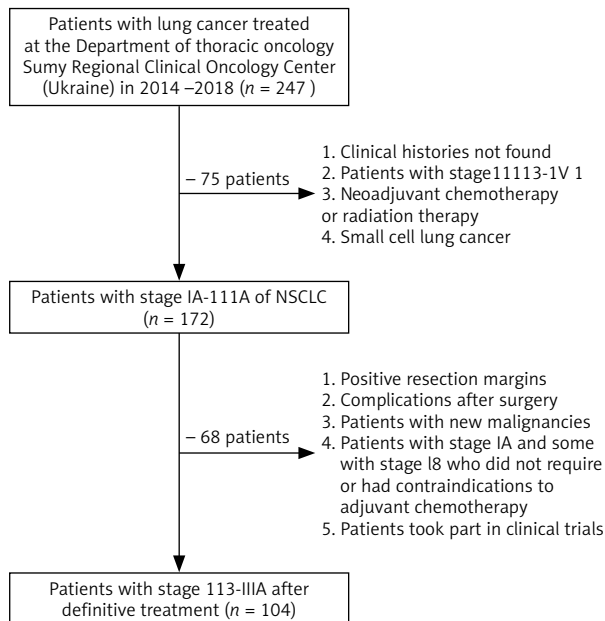 Patients with lung cancer treated
at the Department of thoracic oncology
Sumy Regional Clinical Oncology Center
(Ukraine) in 2014 –2018 (n = 247 )
– 75 patients
1. Clinical histories not found
2. Patients with stage11113-1V 1
3. Neoadjuvant chemotherapy
or radiation therapy
4. Small cell lung cancer
Patients with stage IA-111A of NSCLC
(n = 172)
– 68 patients
1. Positive resection margins
2. Complications after surgery
3. Patients with new malignancies
4. Patients with stage IA and some
with stage l8 who did not require
or had contraindications to
adjuvant chemotherapy
5. Patients took part in clinical trials
Patients with stage 113-IIIA after
definitive treatment (n = 104)